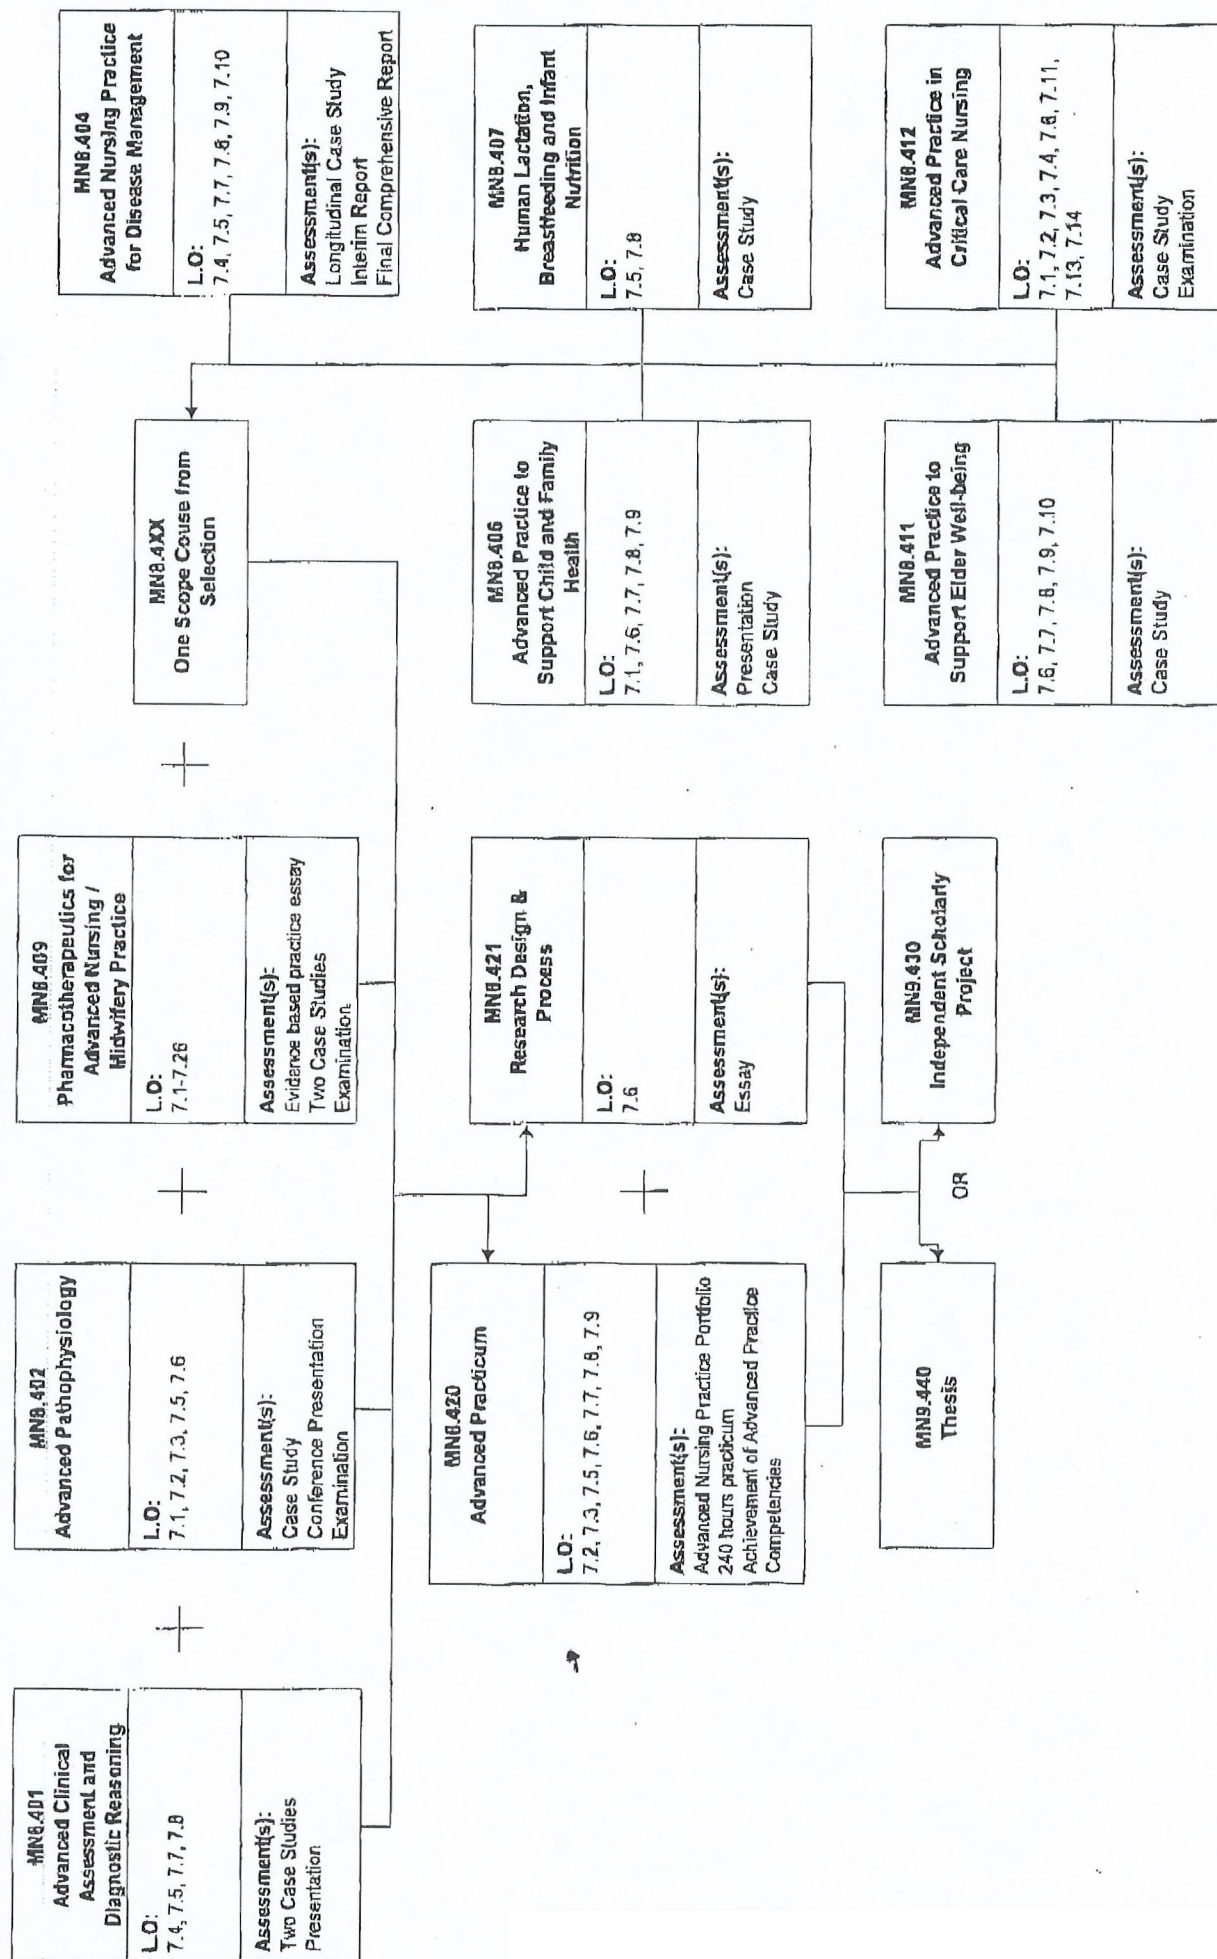 MN8.401
Advanced Clinical
Assessment and
Diagnostic Reasoning
L.O:
7.4, 7.5, 7.7, 7.8
Assessment(s):
Two Case Studies
Presentation
MN8.402
Advanced Pathophysiology
L.O:
7.1, 7.2, 7.3, 7.5, 7.6
Assessment(s):
Case Study
Conference Presentation
Examination
MN8.409
Pharmacotherapeutics for
Advanced Nursing /
Midwifery Practice
L.O:
7.1-7.26
Assessment(s):
Evidence based practice essay
Two Case Studies
Examination
MN8.4XX
One Scope Couse from
Selection
MN8.404
Advanced Nursing Practice
for Disease Management
L.O:
7.4, 7.5, 7.7, 7.8, 7.9, 7.10
Assessment(s):
Longitudinal Case Study
Interim Report
Final Comprehensive Report
MN8.420
Advanced Practicum
L.O:
7.2, 7.3, 7.5, 7.6, 7.7, 7.8, 7.9
Assessment(s):
Advanced Nursing Practice Portfolio
240 hours practicum
Achievement of Advanced Practice
Competencies
MN8.421
Research Design &
Process
L.O:
7.6
Assessment(s):
Essay
MN8.406
Advanced Practice to
Support Child and Family
Health
L.O:
7.1, 7.6, 7.7, 7.8, 7.9
Assessment(s):
Presentation
Case Study
MN8.407
Human Lactation,
Breastfeeding and Infant
Nutrition
L.O:
7.5, 7.8
Assessment(s):
Case Study
MN9.440
Thesis
OR
MN9.430
Independent Scholarly
Project
MN8.411
Advanced Practice to
Support Elder Well-being
L.O:
7.6, 7.7, 7.8, 7.9, 7.10
Assessment(s):
Case Study
MN8.412
Advanced Practice in
Critical Care Nursing
L.O:
7.1, 7.2, 7.3, 7.4, 7.8, 7.11,
7.13, 7.14
Assessment(s):
Case Study
Examination